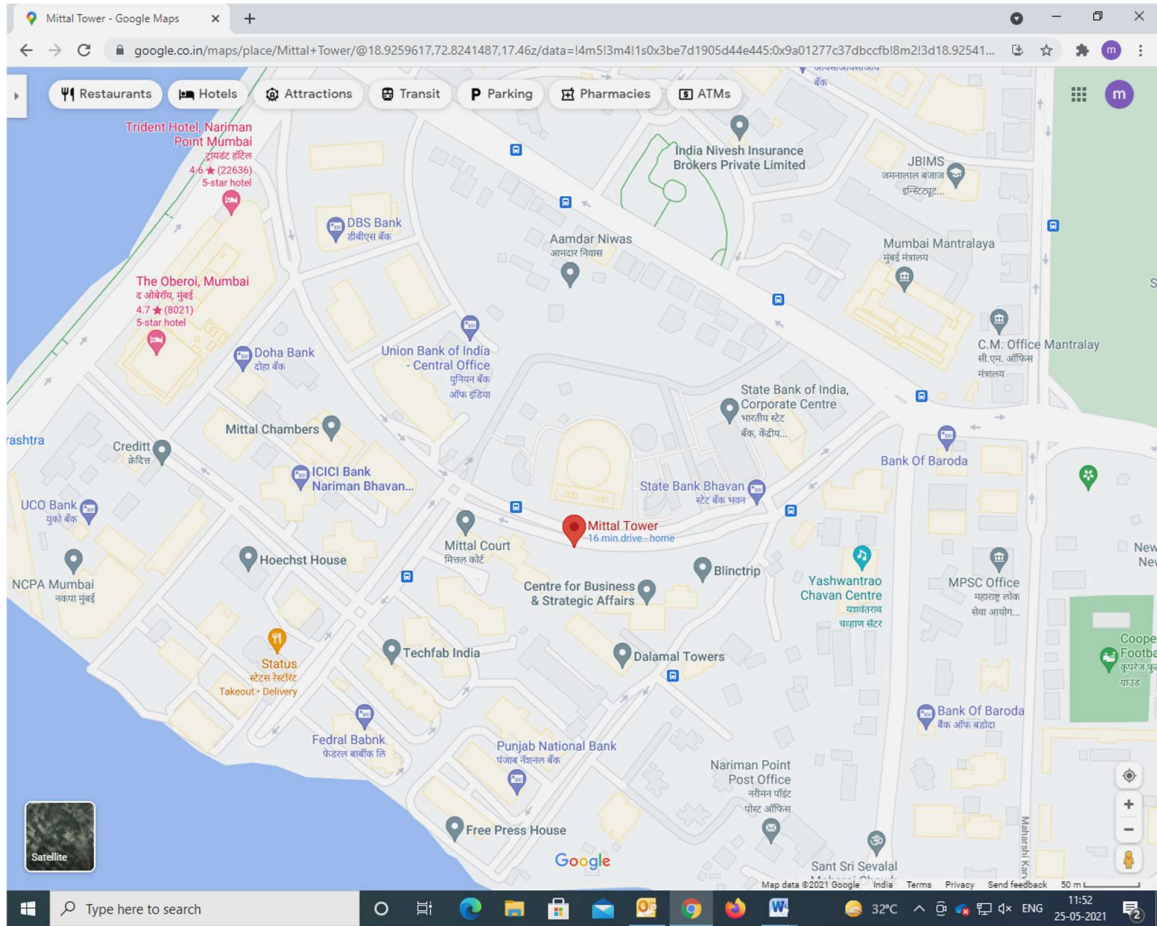 Mittal Tower - Google Maps
google.co.in/maps/place/Mittal+Tower/@18.9259617,72.8241487,17.46z/data=!4m5!3m4!1s0x3be7d1905d44e445:0x9a01277c37dbccfb!8m2!3d18.92541...
m
Restaurants
Hotels
Attractions
Transit
Parking
Pharmacies
ATMs
m
बँक
Trident Hotel, Nariman
Point Mumbai
ट्रायडंट हॉटेल
4.6 ★ (22636)
5-star hotel
India Nivesh Insurance
Brokers Private Limited
JBIMS
जमनालाल बजाज
इन्स्टिट्यूट...
DBS Bank
डीबीएस बँक
Aamdar Niwas
आमदार निवास
Mumbai Mantralaya
मुंबई मंत्रालय
The Oberoi, Mumbai
द ओबेरॉय, मुंबई
4.7 ★ (8021)
5-star hotel
Doha Bank
दोहा बँक
Union Bank of India
- Central Office
युनियन बँक
ऑफ इंडिया
C.M. Office Mantralay
सी.एम. ऑफिस
मंत्रालय
State Bank of India,
Corporate Centre
भारतीय स्टेट
बँक, केंद्रीय...
Mittal Chambers
rashtra
Creditt
क्रेदित्त
ICICI Bank
Nariman Bhavan...
Bank Of Baroda
UCO Bank
युको बँक
State Bank Bhavan
स्टेट बँक भवन
Mittal Tower
16 min drive - home
Mittal Court
मित्तल कोर्ट
Hoechst House
NCPA Mumbai
नकपा मुंबई
Centre for Business
& Strategic Affairs
Blinctrip
Yashwantrao
Chavan Centre
यशवंतराव
चव्हाण सेंटर
MPSC Office
महाराष्ट्र लोक
सेवा आयोग...
New
Nev
Status
स्टेटस रेस्टॉरंट
Takeout • Delivery
Techfab India
Dalamal Towers
Coope
Footba
कूपरेज फु
ग्राउंड
Fedral Babnk
फेडरल बाबींक लि
Punjab National Bank
पंजाब नॅशनल बँक
Bank Of Baroda
बैंक ऑफ बडोदा
Nariman Point
Post Office
नरीमन पॉइंट
पोस्ट ऑफिस
Free Press House
Sant Sri Sevalal
Maharshi Karv
Satellite
Google
Map data ©2021 Google India Terms Privacy Send feedback 50 m
Type here to search
32°C
ENG
11:52
25-05-2021
2